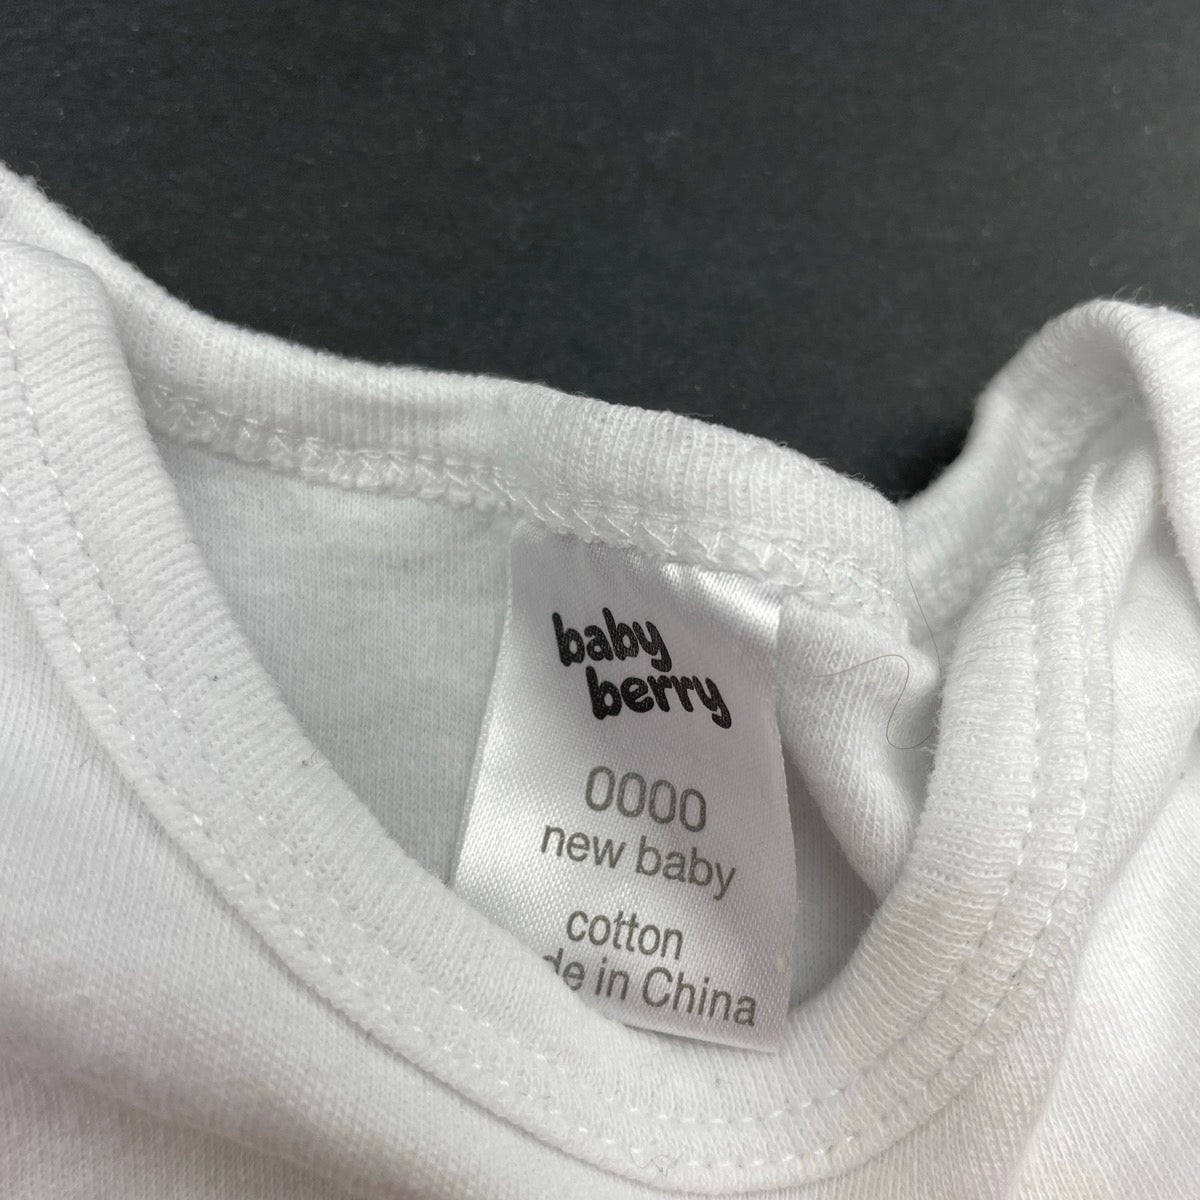 baby
berry
0000
new baby
cotton
de in China